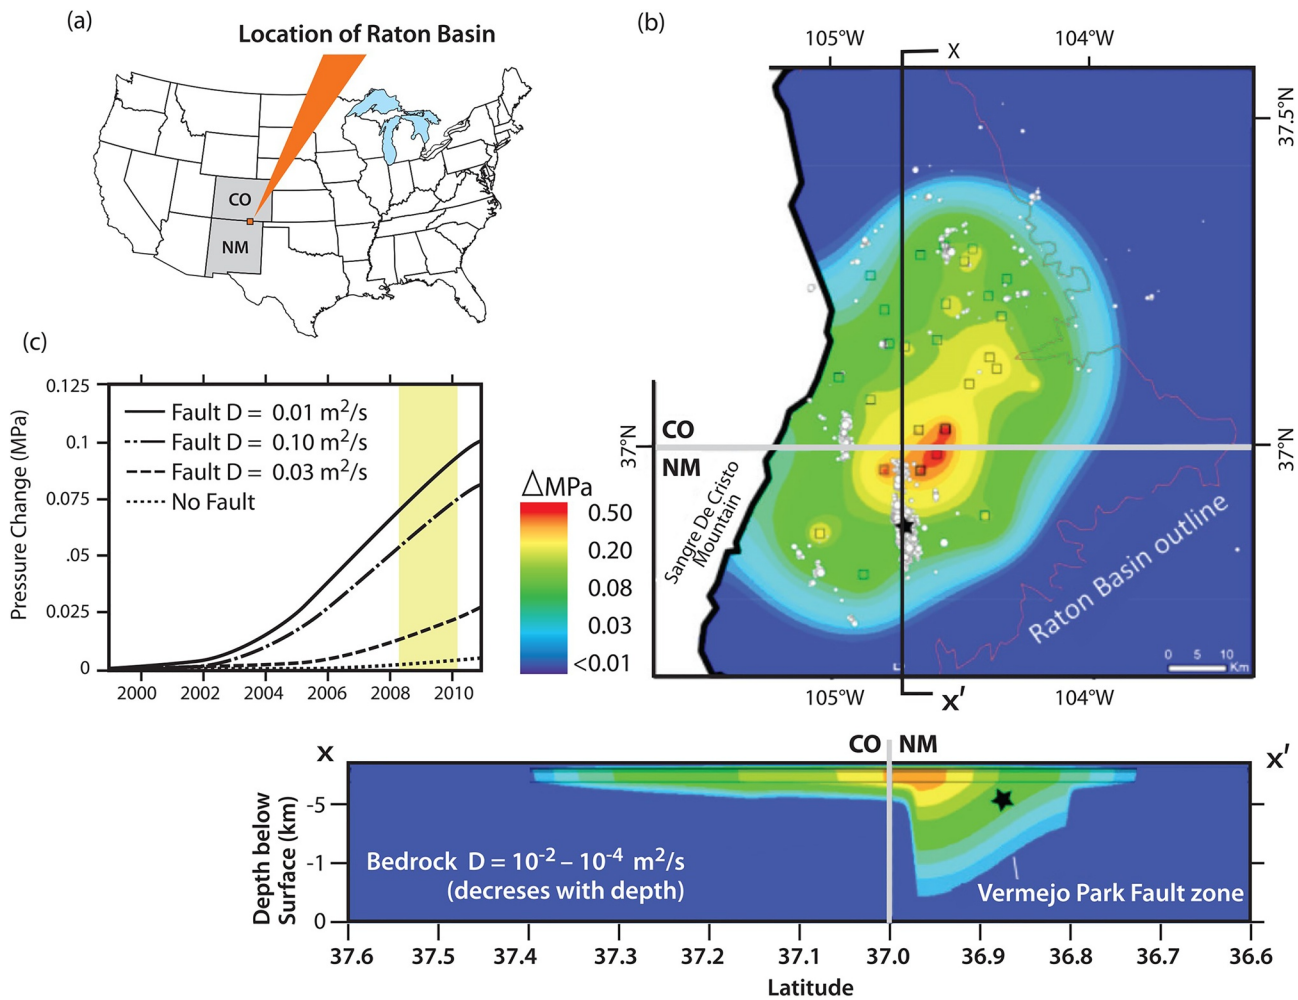 (a)
Location of Raton Basin
CO
NM
(b)
105°W
104°W
X
37.5°N
37°N
CO
NM
37°N
Sangre De Cristo
Mountain
Raton Basin outline
0 5 10
Km
105°W
X′
104°W
(c)
Pressure Change (MPa)
0.125
0.1
0.075
.05
0.025
0
Fault D = 0.01 m²/s
Fault D = 0.10 m²/s
Fault D = 0.03 m²/s
No Fault
2000 2002 2004 2006 2008 2010
ΔMPa
0.50
0.20
0.08
0.03
<0.01
X
CO NM
X′
Depth below
Surface (km)
-5
-1
0
Bedrock D = 10⁻² – 10⁻⁴ m²/s
(decreses with depth)
Vermejo Park Fault zone
37.6 37.5 37.4 37.3 37.2 37.1 37.0 36.9 36.8 36.7 36.6
Latitude